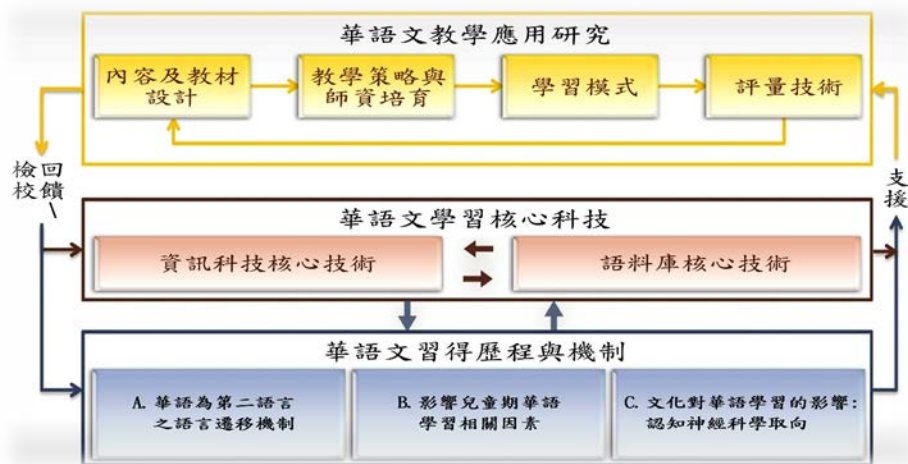 華語文教學應用研究
內容及教材
設計
教學策略與
師資培育
學習模式
評量技術
回饋、
檢校
支援
華語文學習核心科技
資訊科技核心技術
語料庫核心技術
華語文習得歷程與機制
A. 華語為第二語言
之語言遷移機制
B. 影響兒童期華語
學習相關因素
C. 文化對華語學習的影響:
認知神經科學取向